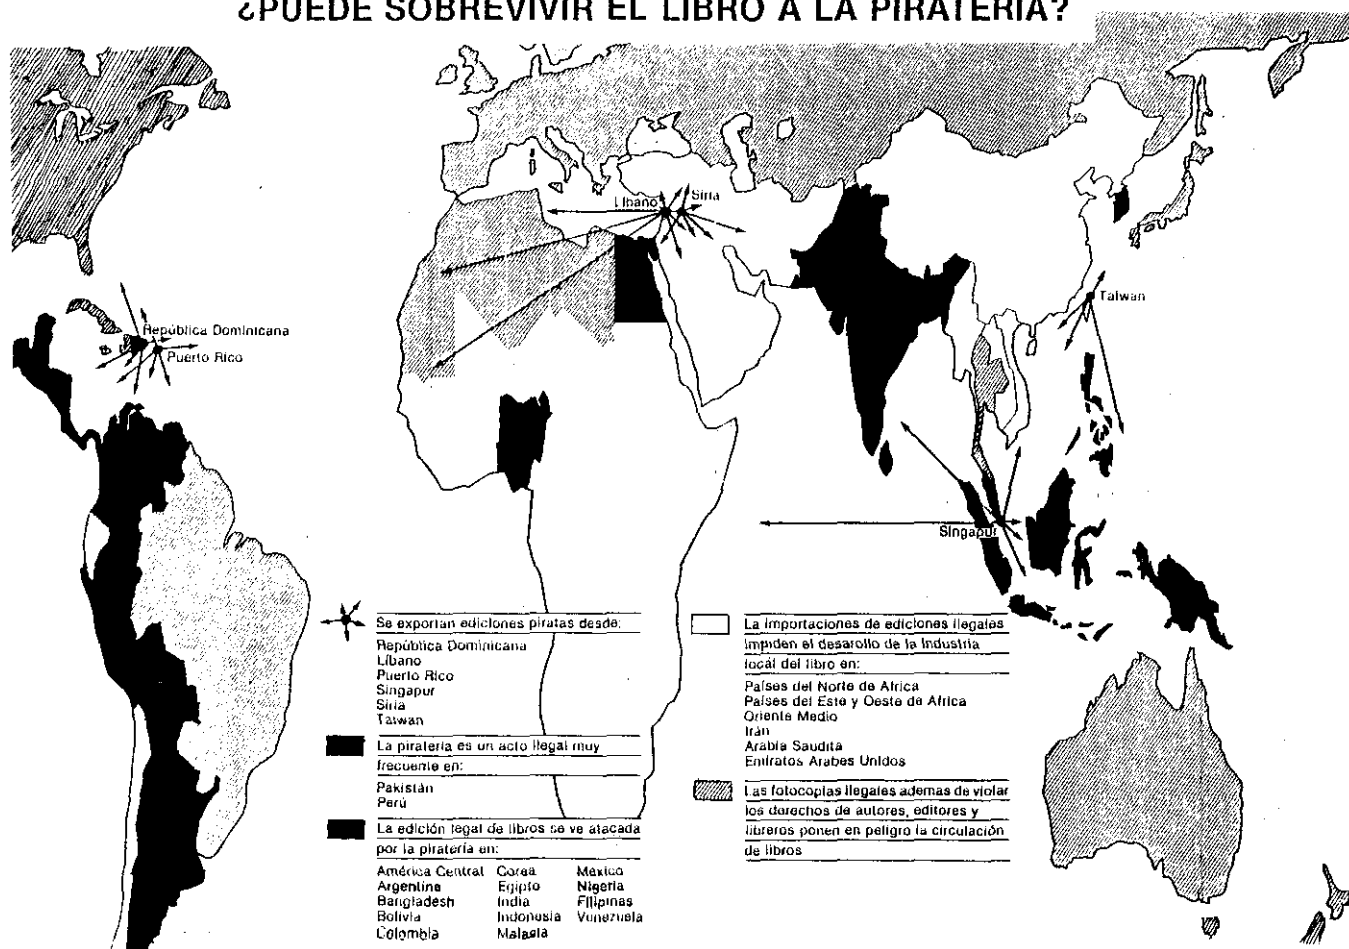 ¿PUEDE SOBREVIVIR EL LIBRO A LA PIRATERIA?
Líbano
Siria
Taiwan
República Dominicana
Puerto Rico
Singapur
Se exportan ediciones piratas desde:
República Dominicana
Líbano
Puerto Rico
Singapur
Siria
Taiwan
La piratería es un acto ilegal muy
frecuente en:
Pakistán
Perú
La edición legal de libros se ve atacada
por la piratería en:
América Central Corea México
Argentina Egipto Nigeria
Bangladesh India Filipinas
Bolivia Indonesia Venezuela
Colombia Malasia
La importaciones de ediciones ilegales
impiden el desarollo de la industria
local del libro en:
Países del Norte de Africa
Países del Este y Oeste de Africa
Oriente Medio
Irán
Arabia Saudita
Emiratos Arabes Unidos
Las fotocopias ilegales ademas de violar
los derechos de autores, editores y
libreros ponen en peligro la circulación
de libros